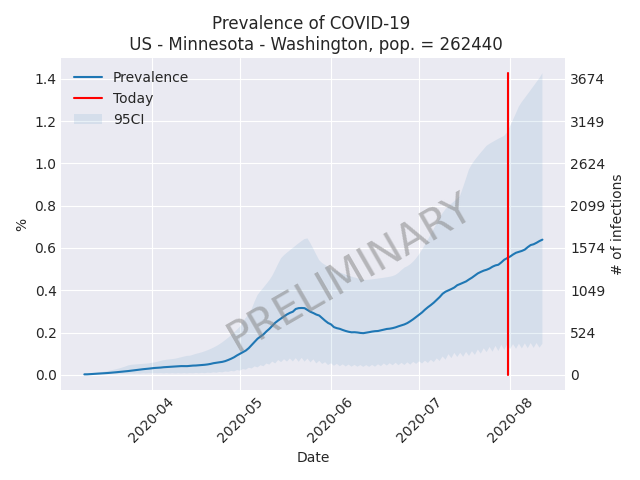 Prevalence of COVID-19
US - Minnesota - Washington, pop. = 262440
Prevalence
Today
95CI
1.4
1.2
1.0
0.8
0.6
0.4
0.2
0.0
%
3674
3149
2624
2099
1574
1049
524
0
# of infections
PRELIMINARY
2020-04
2020-05
2020-06
2020-07
2020-08
Date